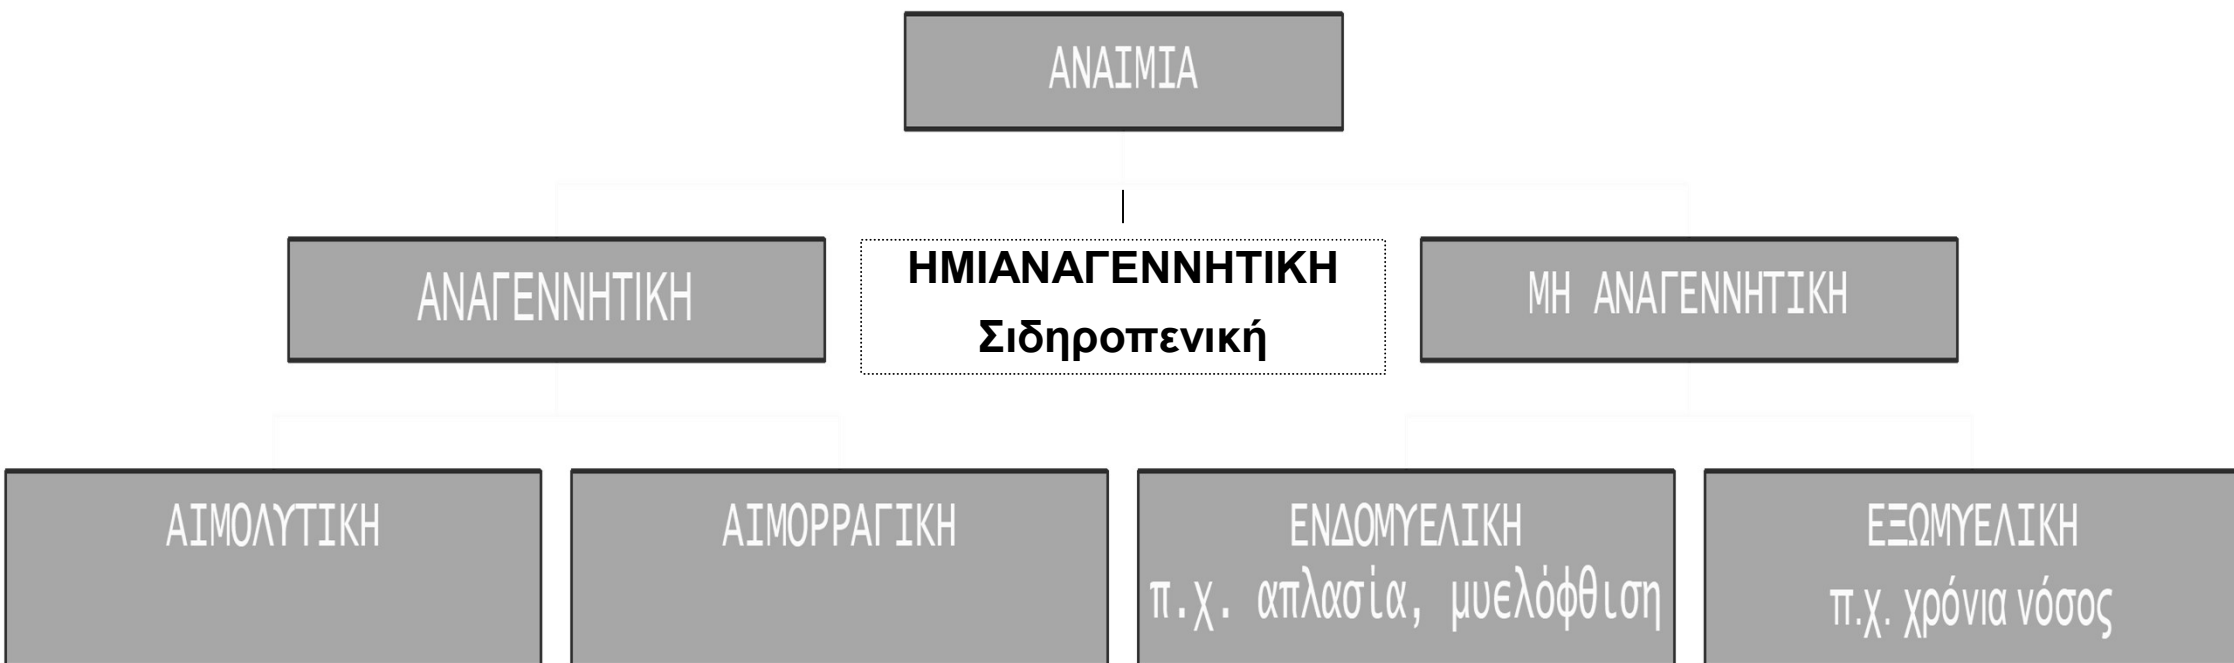 ΑΝΑΙΜΙΑ
ΑΝΑΓΕΝΝΗΤΙΚΗ
ΗΜΙΑΝΑΓΕΝΝΗΤΙΚΗ
Σιδηροπενική
ΜΗ ΑΝΑΓΕΝΝΗΤΙΚΗ
ΑΙΜΟΛΥΤΙΚΗ
ΑΙΜΟΡΡΑΓΙΚΗ
ΕΝΔΟΜΥΕΛΙΚΗ
π.χ. απλασία, μυελόφθιση
ΕΞΩΜΥΕΛΙΚΗ
π.χ. χρόνια νόσος